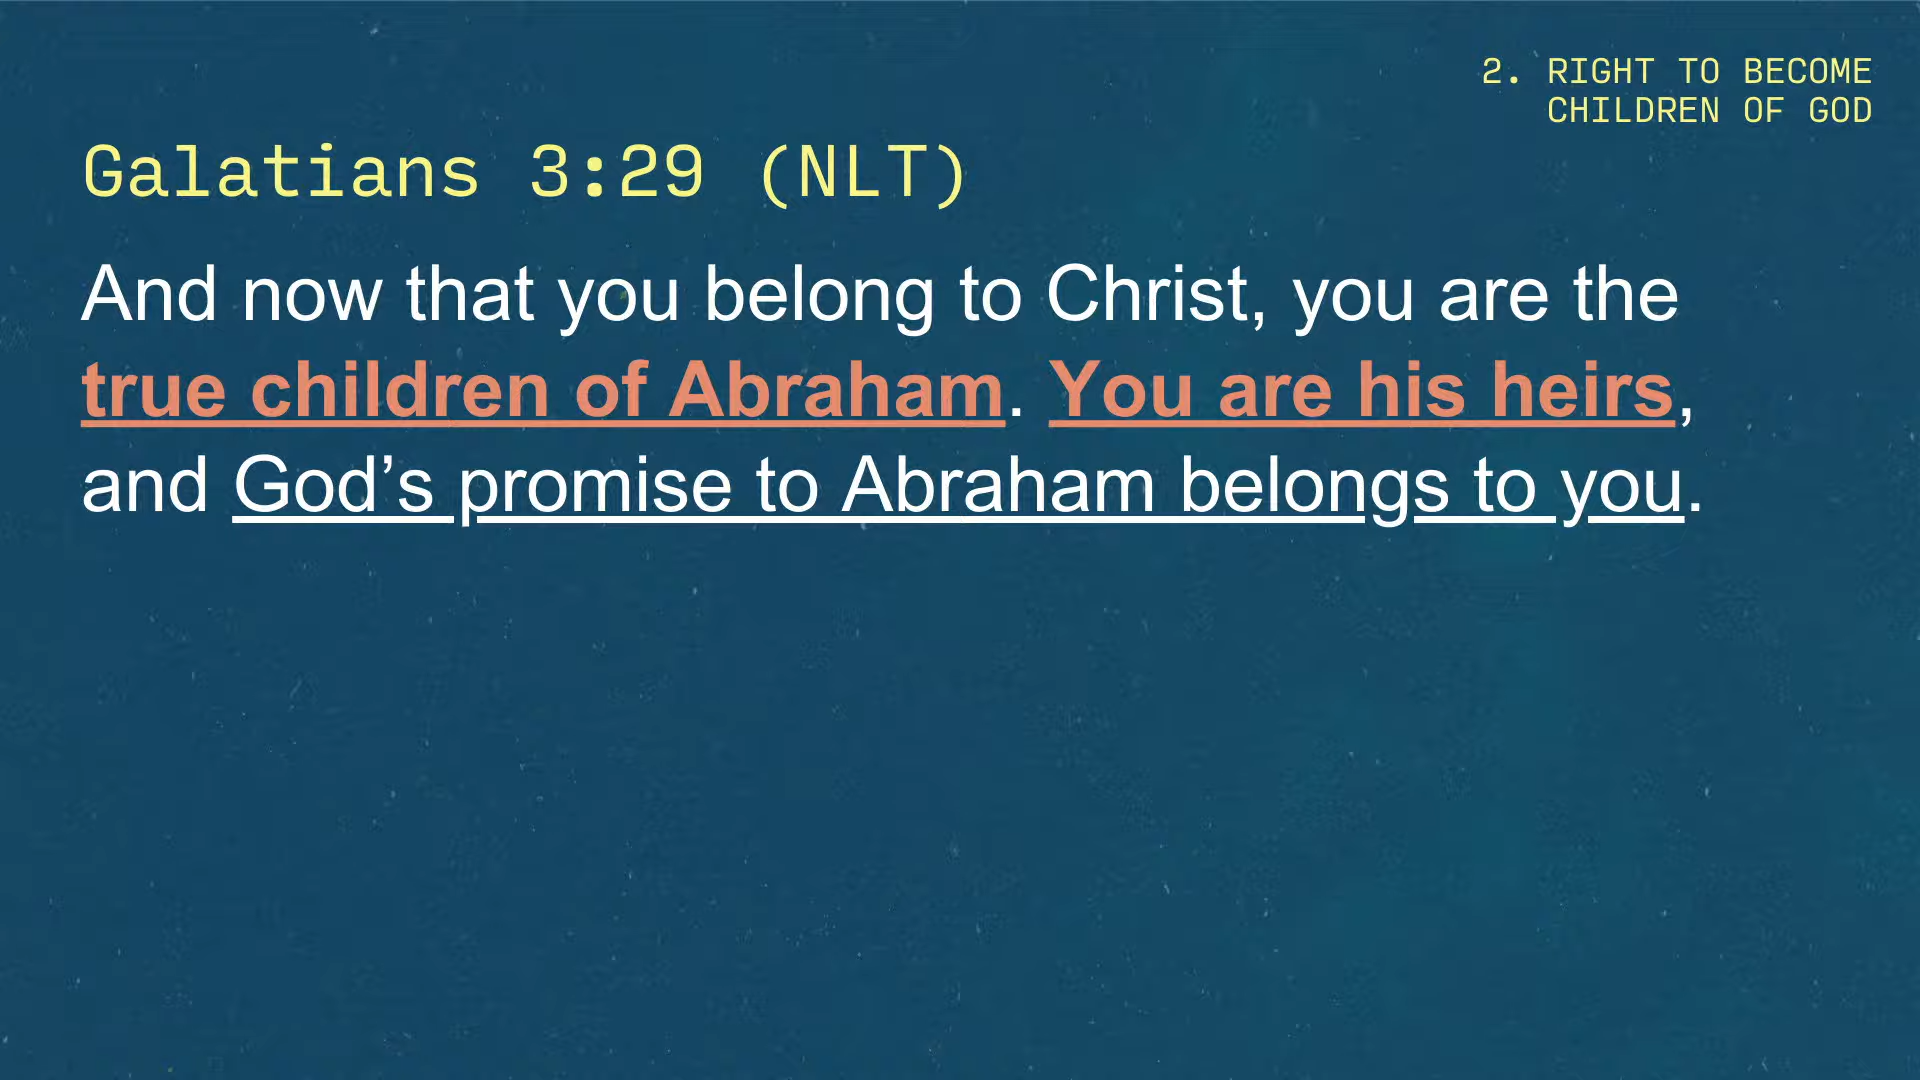 2. RIGHT TO BECOME
CHILDREN OF GOD
Galatians 3:29 (NLT)
And now that you belong to Christ, you are the
true children of Abraham. You are his heirs,
and God’s promise to Abraham belongs to you.